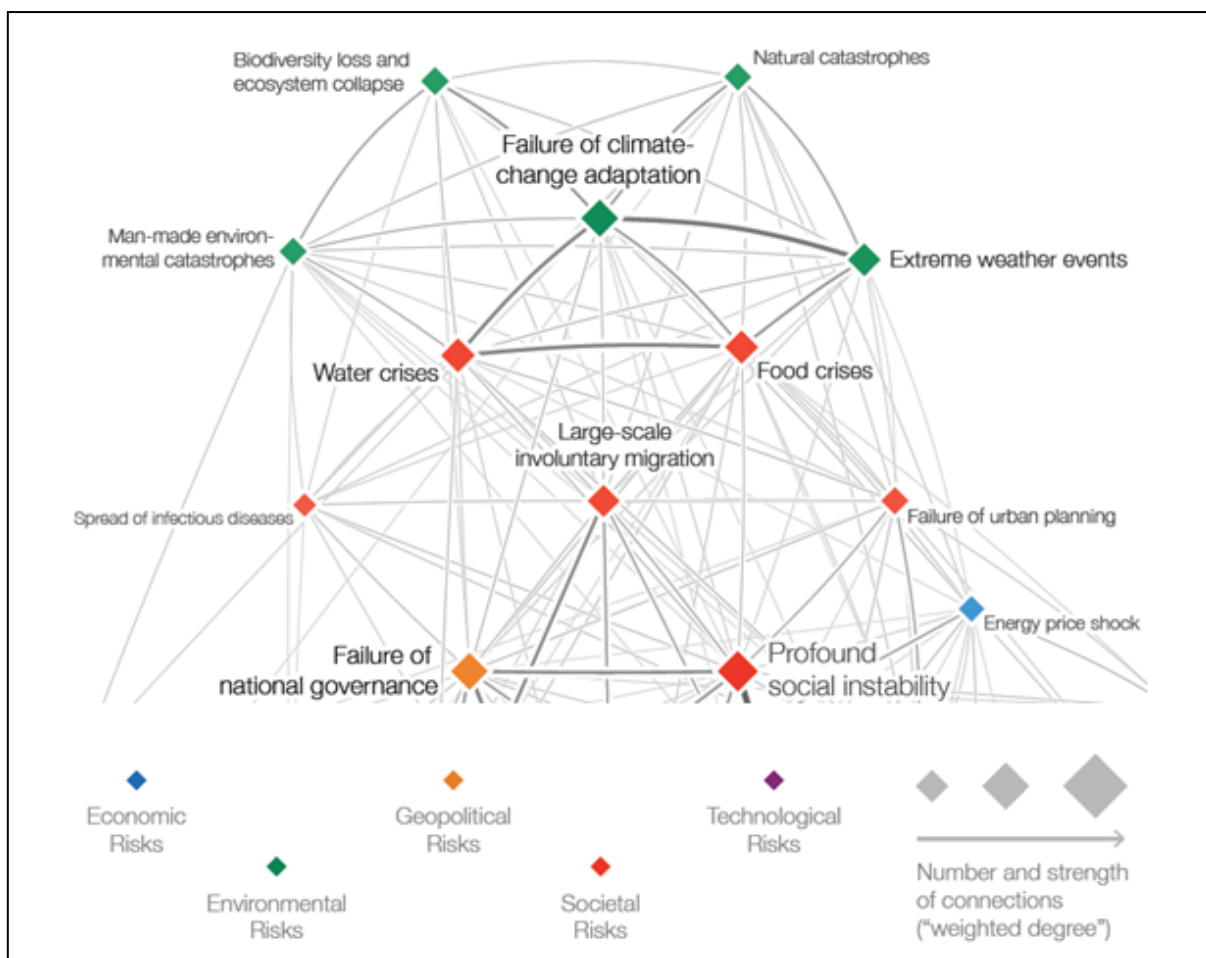 Biodiversity loss and
ecosystem collapse
Natural catastrophes
Failure of climate-
change adaptation
Man-made environ-
mental catastrophes
Extreme weather events
Water crises
Food crises
Large-scale
involuntary migration
Spread of infectious diseases
Failure of urban planning
Energy price shock
Failure of
national governance
Profound
social instability
Economic
Risks
Geopolitical
Risks
Technological
Risks
Environmental
Risks
Societal
Risks
Number and strength
of connections
("weighted degree")